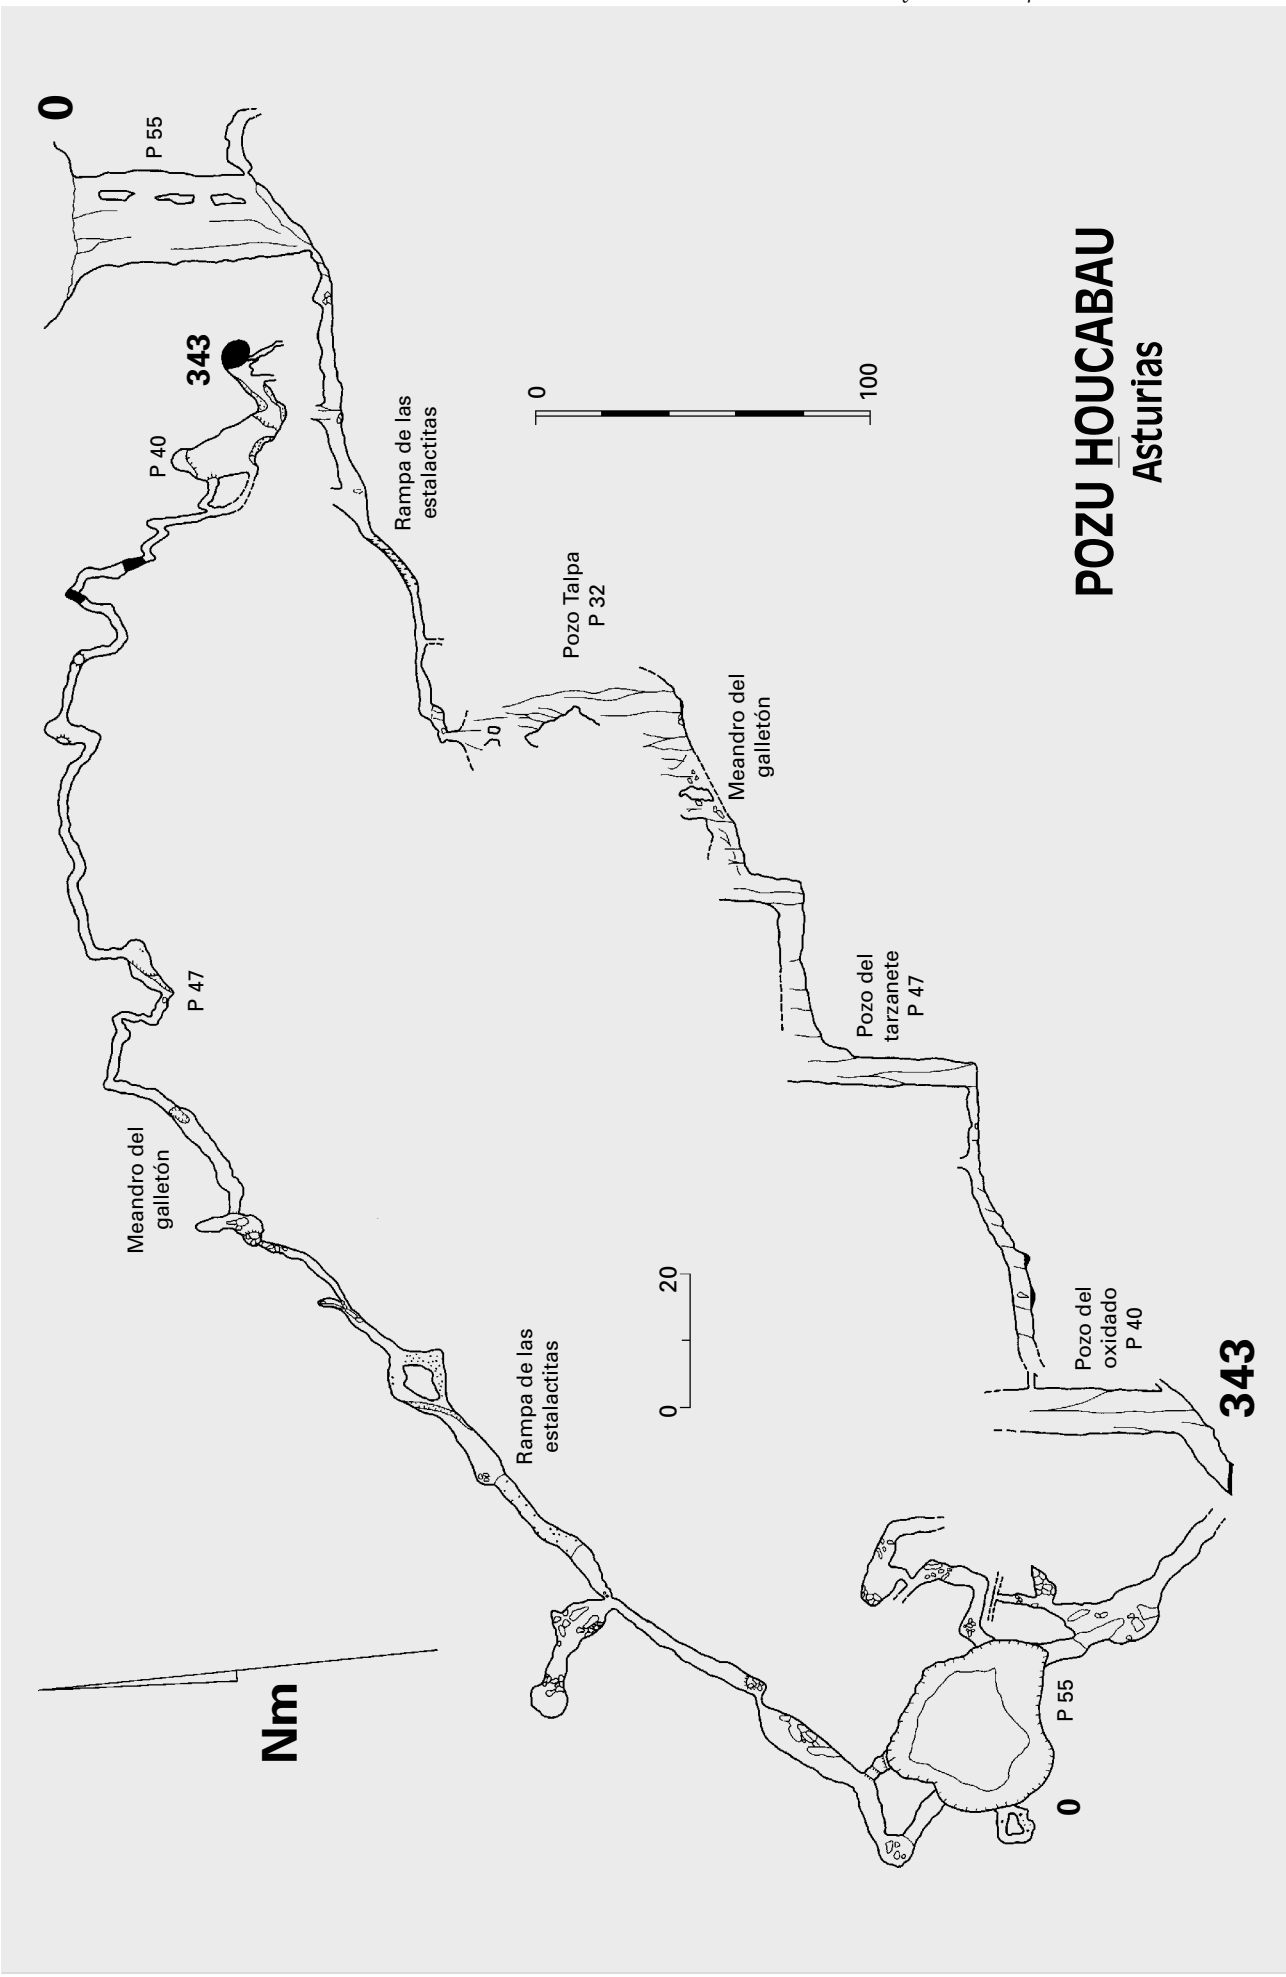 0
P 55
343
P 40
P 47
Meandro del
galletón
Nm
Rampa de las
estalactitas
Rampa de las
estalactitas
0
100
Pozo Talpa
P 32
0
20
Meandro del
galletón
Pozo del
tarzanete
P 47
P 55
0
Pozo del
oxidado
P 40
343
POZU HOUCABAU
Asturias